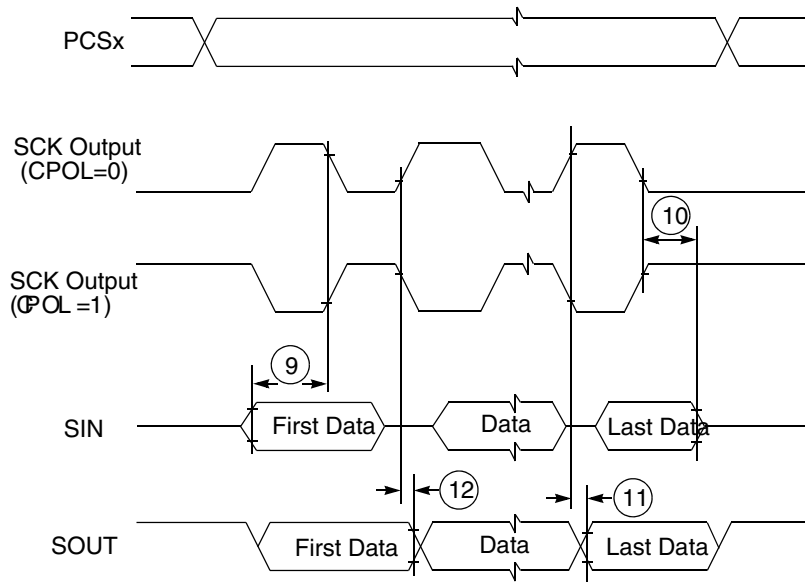 PCSx
SCK Output
(CPOL=0)
10
SCK Output
(CPOL=1)
9
SIN
First Data
Data
Last Data
12
11
SOUT
First Data
Data
Last Data